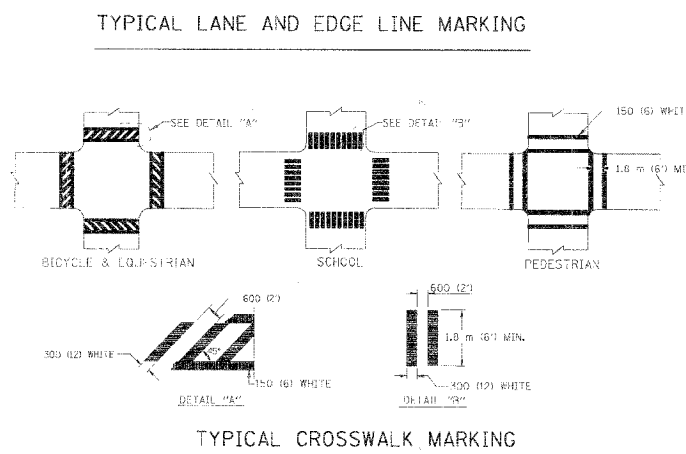 TYPICAL LANE AND EDGE LINE MARKING
SEE DETAIL "A"
SEE DETAIL "B"
150 (6) WHIT
1.8 m (6') MI
BICYCLE & EQUESTRIAN
SCHOOL
PEDESTRIAN
600 (2')
600 (2')
300 (12) WHITE
45°
1.8 m (6') MIN.
150 (6) WHITE
300 (12) WHITE
DETAIL "A"
DETAIL "B"
TYPICAL CROSSWALK MARKING